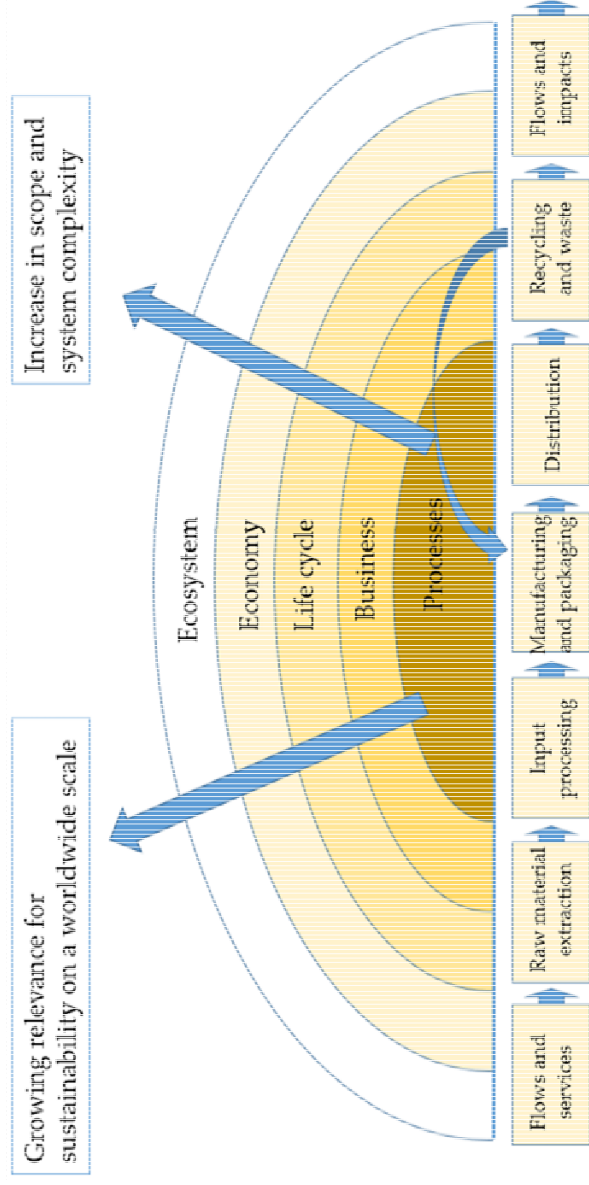 Growing relevance for
sustainability on a worldwide scale
Increase in scope and
system complexity
Ecosystem
Economy
Life cycle
Business
Processes
Flows and
services
Raw material
extraction
Input
processing
Manufacturing
and packaging
Distribution
Recycling
and waste
Flows and
impacts